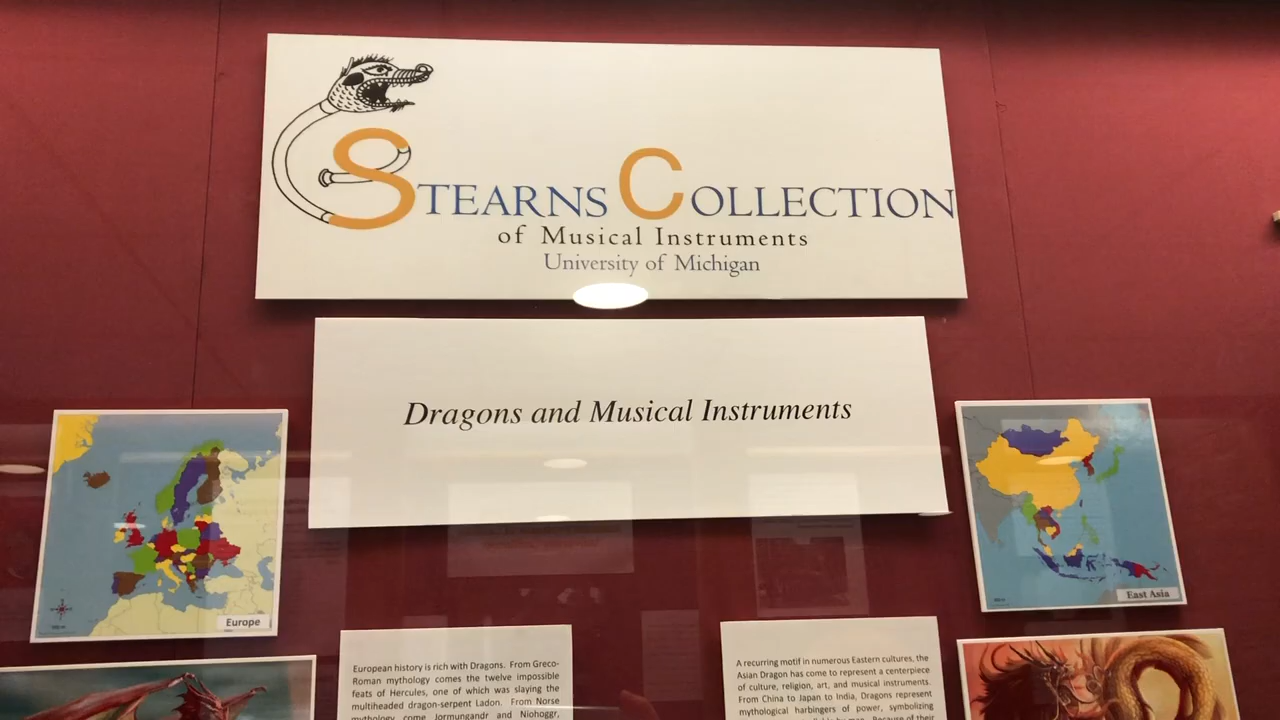 STEARNS COLLECTION
of Musical Instruments
University of Michigan
Dragons and Musical Instruments
Europe
East Asia
European history is rich with Dragons. From Greco-
Roman mythology comes the twelve impossible
feats of Hercules, one of which was slaying the
multiheaded dragon-serpent Ladon. From Norse
mythology come Jormungandr and Niohoggr,
A recurring motif in numerous Eastern cultures, the
Asian Dragon has come to represent a centerpiece
of culture, religion, art, and musical instruments.
From China to Japan to India, Dragons represent
mythological harbingers of power, symbolizing
Because of their